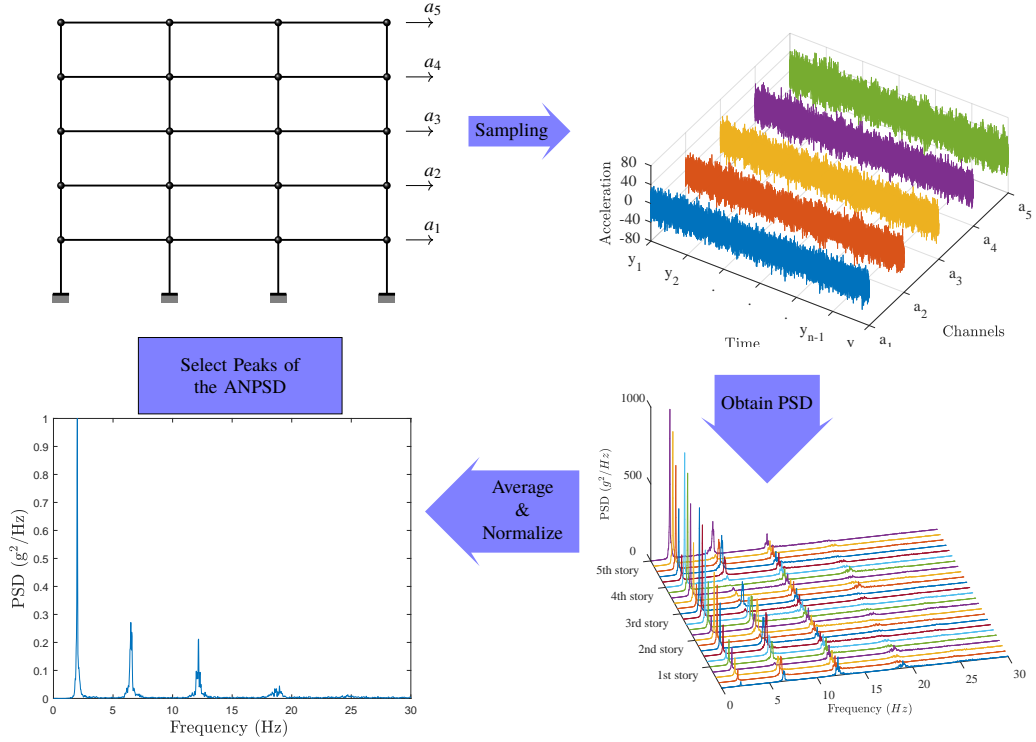 a5
a4
a3
a2
a1
Sampling
Acceleration
80
40
0
-40
-80
y1
y2
.
.
.
yn-1
y
Time
a1
a2
a3
a4
a5
Channels
Obtain PSD
PSD (g²/Hz)
1000
500
0
5th story
4th story
3rd story
2nd story
1st story
0
5
10
15
20
25
30
Frequency (Hz)
Average
&
Normalize
Select Peaks of
the ANPSD
PSD (g²/Hz)
1
0.9
0.8
0.7
0.6
0.5
0.4
0.3
0.2
0.1
0
0
5
10
15
20
25
30
Frequency (Hz)